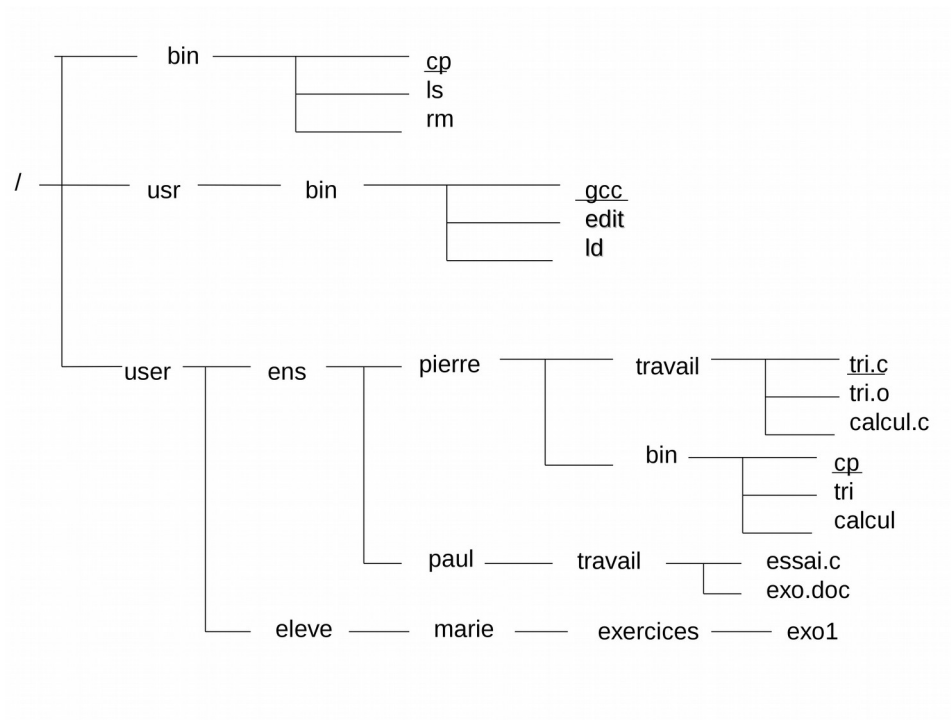 bin
cp
ls
rm
/
usr
bin
gcc
edit
ld
user
ens
pierre
travail
tri.c
tri.o
calcul.c
bin
cp
tri
calcul
paul
travail
essai.c
exo.doc
eleve
marie
exercices
exo1